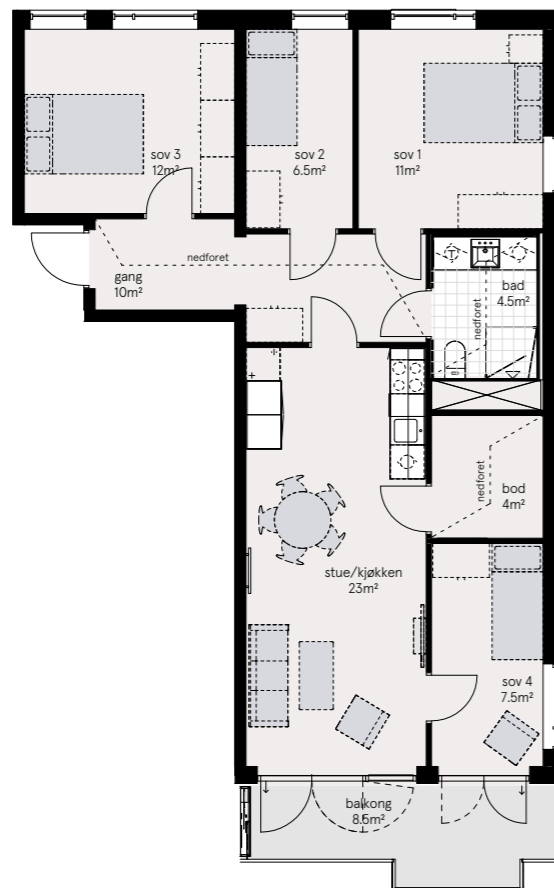 sov 3
12m²
sov 2
6.5m²
sov 1
11m²
gang
10m²
nedforet
T
bad
4.5m²
nedforet
nedforet
bod
4m²
stue/kjøkken
23m²
sov 4
7.5m²
balkong
8.5m²